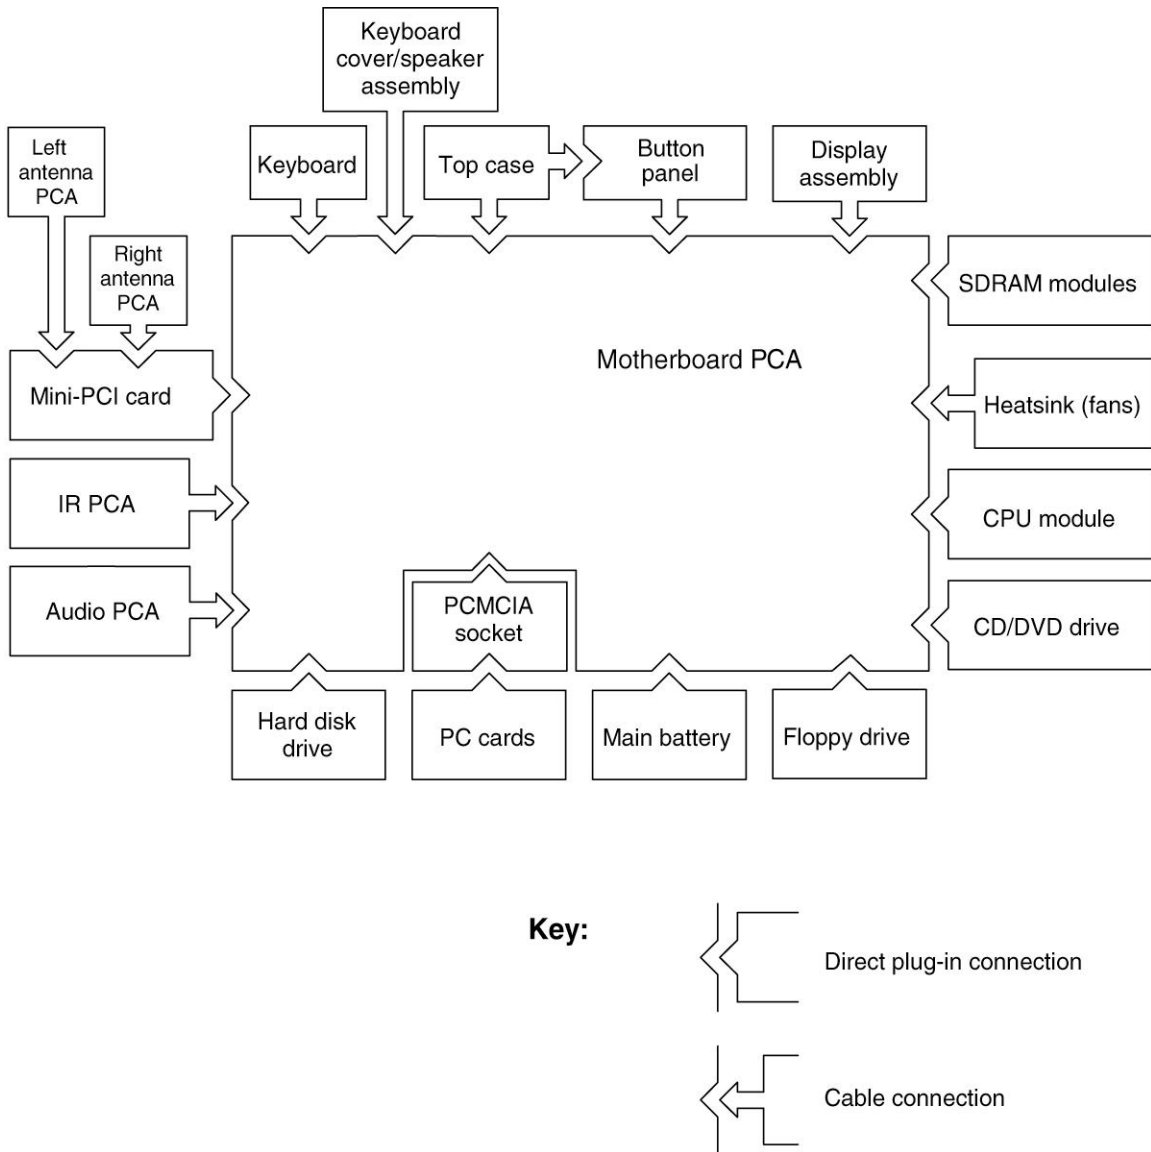 Keyboard
cover/speaker
assembly
Left
antenna
PCA
Keyboard
Top case
Button
panel
Display
assembly
Right
antenna
PCA
SDRAM modules
Motherboard PCA
Mini-PCI card
Heatsink (fans)
IR PCA
CPU module
Audio PCA
PCMCIA
socket
CD/DVD drive
Hard disk
drive
PC cards
Main battery
Floppy drive
Key:
Direct plug-in connection
Cable connection